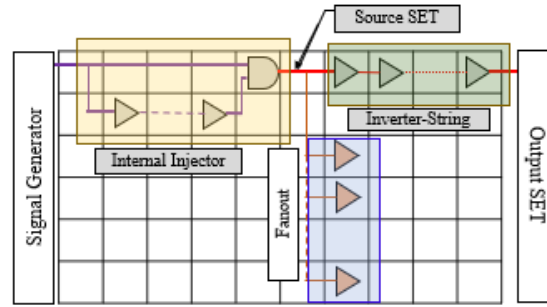 Source SET
Signal Generator
Internal Injector
Fanout
Inverter-String
Output SET